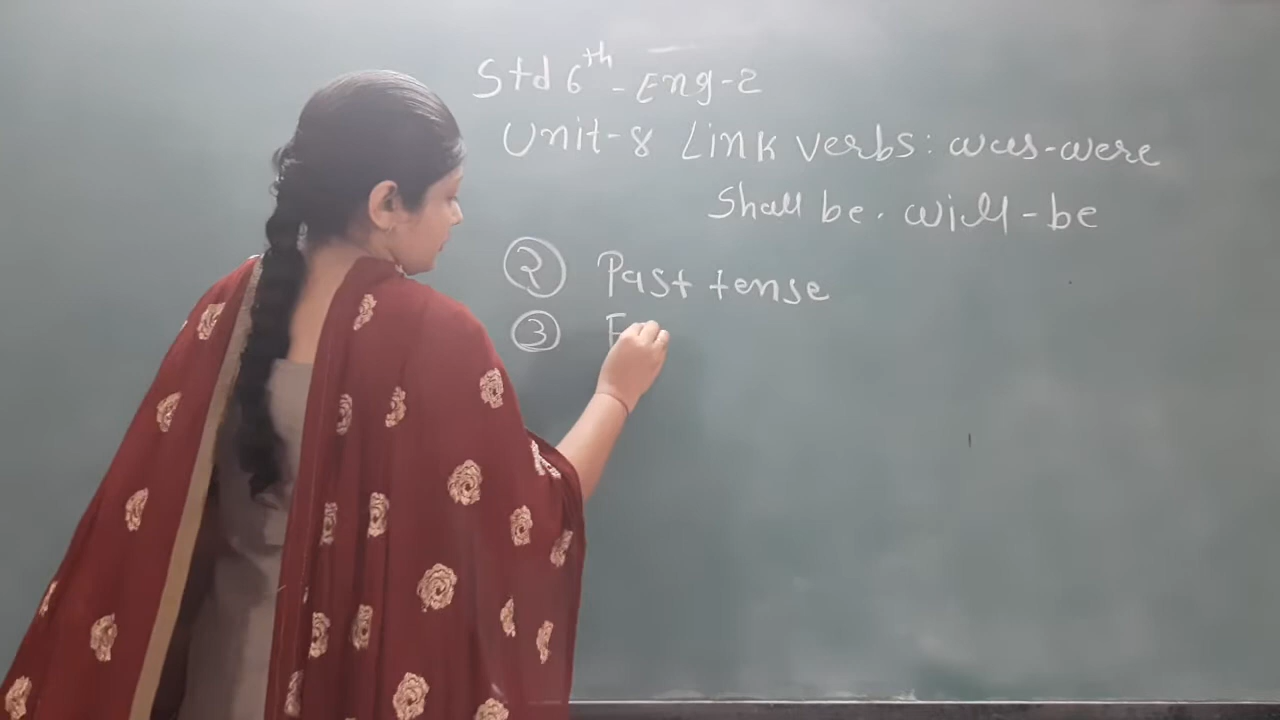 Std 6th - Eng-2
Unit-8 Link verbs: was-were
Shall be. will-be
② Past tense
③ F